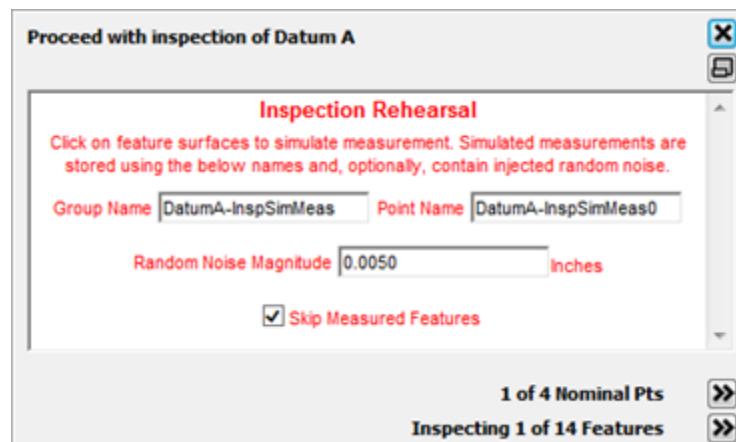 Proceed with inspection of Datum A
Inspection Rehearsal
Click on feature surfaces to simulate measurement. Simulated measurements are
stored using the below names and, optionally, contain injected random noise.
Group Name DatumA-InspSimMeas Point Name DatumA-InspSimMeas0
Random Noise Magnitude 0.0050 Inches
Skip Measured Features
1 of 4 Nominal Pts
Inspecting 1 of 14 Features